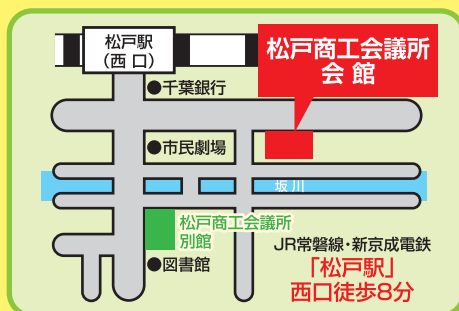 松戸駅
（西口）
松戸商工会議所
会館
●千葉銀行
●市民劇場
坂川
松戸商工会議所
別館
●図書館
JR常磐線・新京成電鉄
「松戸駅」
西口徒歩8分